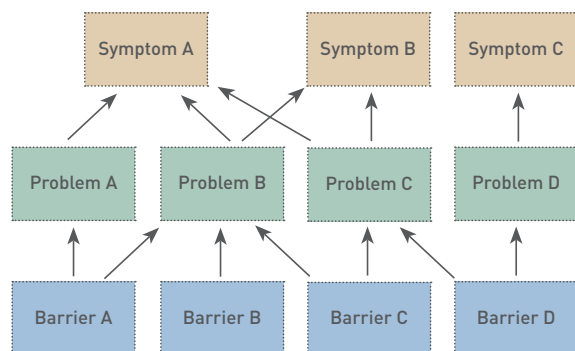 Symptom A
Symptom B
Symptom C
Problem A
Problem B
Problem C
Problem D
Barrier A
Barrier B
Barrier C
Barrier D